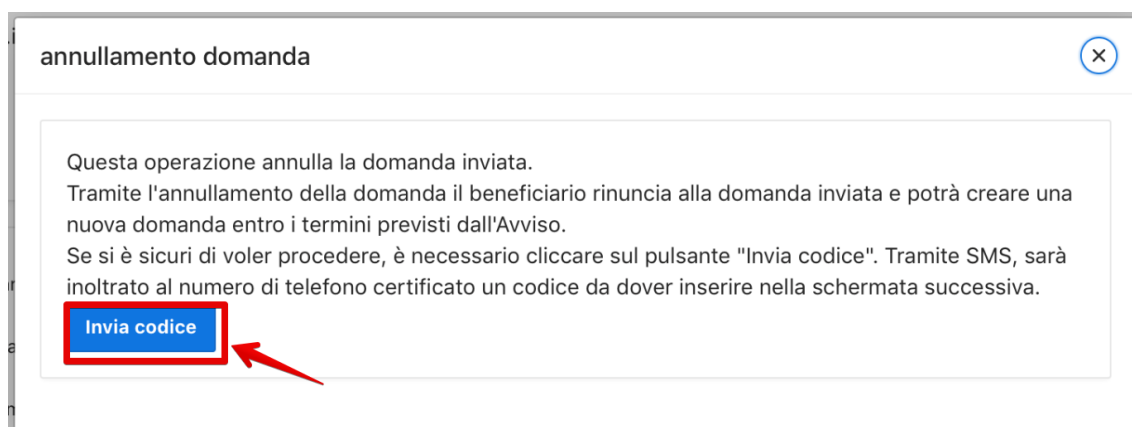 annullamento domanda
Questa operazione annulla la domanda inviata.
Tramite l'annullamento della domanda il beneficiario rinuncia alla domanda inviata e potrà creare una
nuova domanda entro i termini previsti dall'Avviso.
Se si è sicuri di voler procedere, è necessario cliccare sul pulsante "Invia codice". Tramite SMS, sarà
inoltrato al numero di telefono certificato un codice da dover inserire nella schermata successiva.
Invia codice